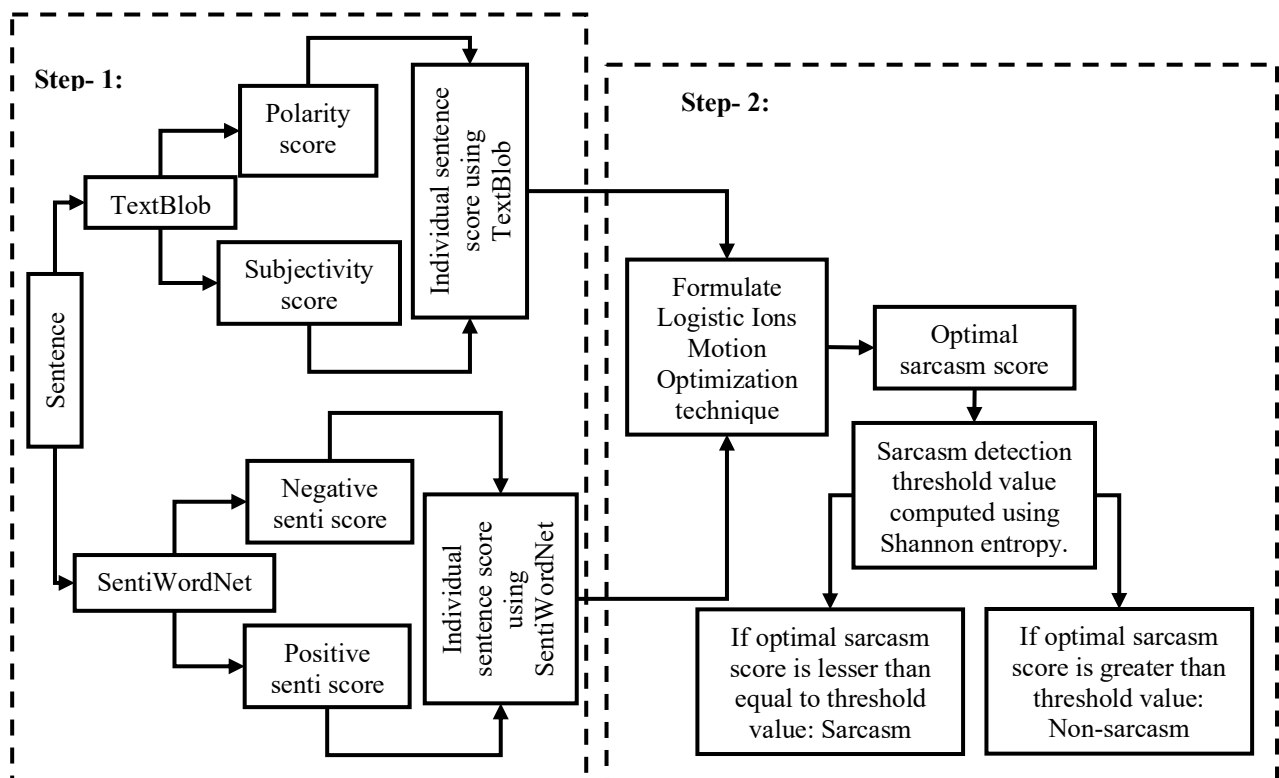 Step- 1:
Polarity
score
TextBlob
Subjectivity
score
Individual sentence
score using
TextBlob
Sentence
Negative
senti score
SentiWordNet
Positive
senti score
Individual
sentence score
using
SentiWordNet
Step- 2:
Formulate
Logistic Ions
Motion
Optimization
technique
Optimal
sarcasm score
Sarcasm detection
threshold value
computed using
Shannon entropy.
If optimal sarcasm
score is lesser than
equal to threshold
value: Sarcasm
If optimal sarcasm
score is greater than
threshold value:
Non-sarcasm